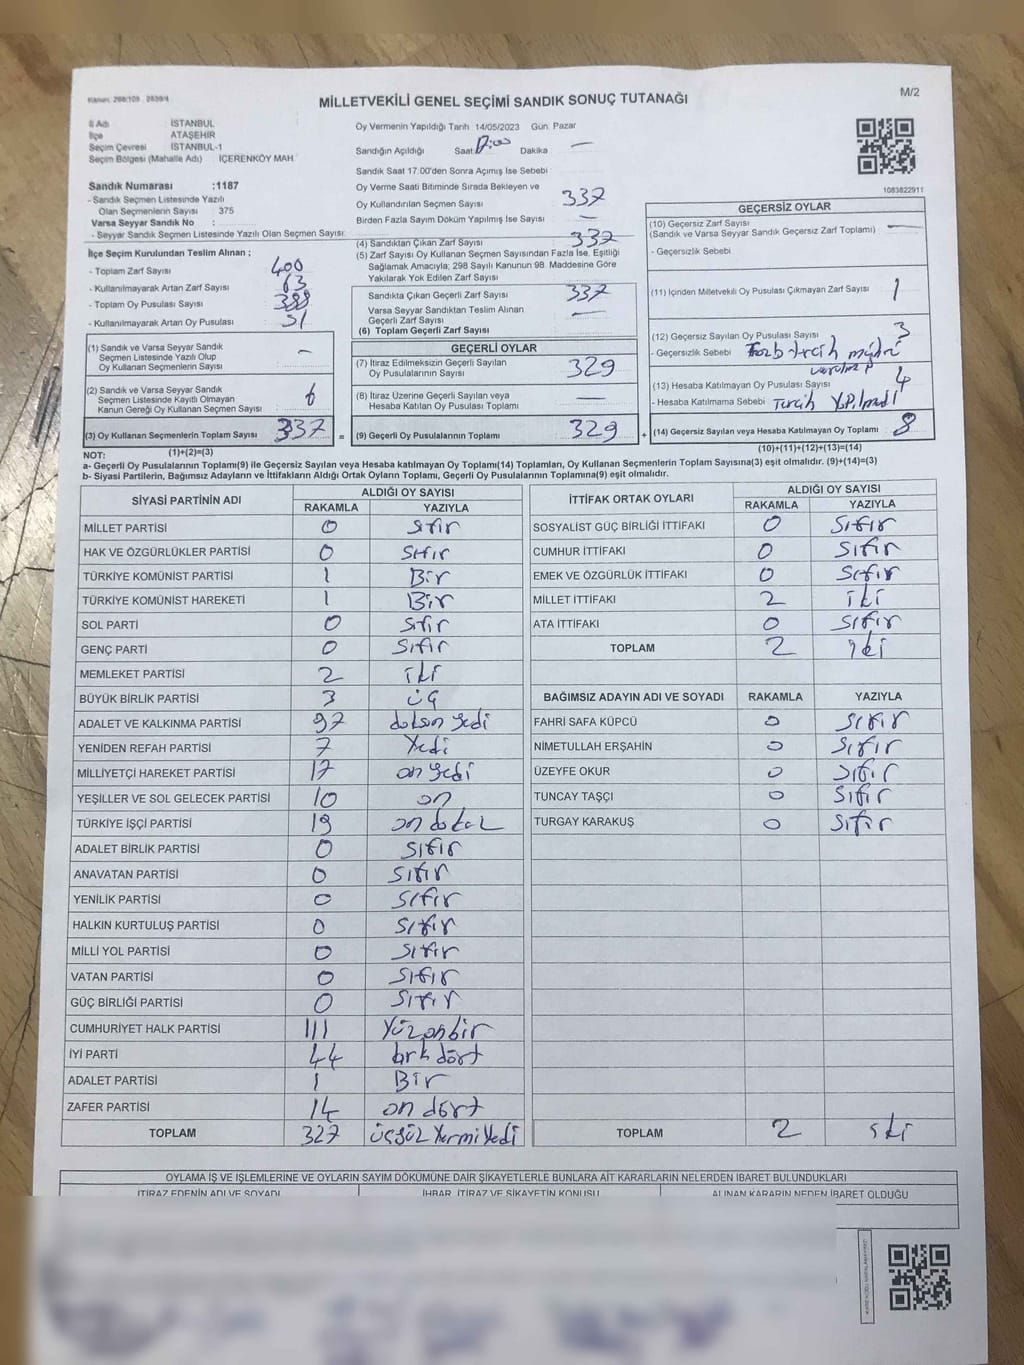 Kanun: 298/109 2839/4
MİLLETVEKİLİ GENEL SEÇİMİ SANDIK SONUÇ TUTANAĞI
M/2
İl Adı : İSTANBUL
İlçe : ATAŞEHİR
Seçim Çevresi : İSTANBUL-1
Seçim Bölgesi (Mahalle Adı) : İÇERENKÖY MAH.
Sandık Numarası :1187
- Sandık Seçmen Listesinde Yazılı
Olan Seçmenlerin Sayısı : 375
Varsa Seyyar Sandık No :
- Seyyar Sandık Seçmen Listesinde Yazılı Olan Seçmen Sayısı:
Oy Vermenin Yapıldığı Tarih 14/05/2023 Gün Pazar
Sandığın Açıldığı Saat Dakika —
Sandık Saat 17.00'den Sonra Açımış İse Sebebi
Oy Verme Saati Bitiminde Sırada Bekleyen ve
Oy Kullandırılan Seçmen Sayısı 337
Birden Fazla Sayım Döküm Yapılmış İse Sayısı —
1083822911
İlçe Seçim Kurulundan Teslim Alınan ;
- Toplam Zarf Sayısı 400
- Kullanılmayarak Artan Zarf Sayısı 63
- Toplam Oy Pusulası Sayısı 388
- Kullanılmayarak Artan Oy Pusulası 51
(1) Sandık ve Varsa Seyyar Sandık
Seçmen Listesinde Yazılı Olup
Oy Kullanan Seçmenlerin Sayısı —
(2) Sandık ve Varsa Seyyar Sandık
Seçmen Listesinde Kayıtlı Olmayan
Kanun Gereği Oy Kullanan Seçmen Sayısı 6
(3) Oy Kullanan Seçmenlerin Toplam Sayısı 337 =
(1)+(2)=(3)
(4) Sandıktan Çıkan Zarf Sayısı 337
(5) Zarf Sayısı Oy Kullanan Seçmen Sayısından Fazla İse, Eşitliği
Sağlamak Amacıyla; 298 Sayılı Kanunun 98. Maddesine Göre
Yakılarak Yok Edilen Zarf Sayısı
Sandıkta Çıkan Geçerli Zarf Sayısı 337
Varsa Seyyar Sandıktan Teslim Alınan
Geçerli Zarf Sayısı —
(6) Toplam Geçerli Zarf Sayısı
GEÇERLİ OYLAR
(7) İtiraz Edilmeksizin Geçerli Sayılan
Oy Pusulalarının Sayısı 329
(8) İtiraz Üzerine Geçerli Sayılan veya
Hesaba Katılan Oy Pusulası Toplamı —
(9) Geçerli Oy Pusulalarının Toplamı 329 +
GEÇERSİZ OYLAR
(10) Geçersiz Zarf Sayısı
(Sandık ve Varsa Seyyar Sandık Geçersiz Zarf Toplamı) —
- Geçersizlik Sebebi
(11) İçinden Milletvekili Oy Pusulası Çıkmayan Zarf Sayısı 1
(12) Geçersiz Sayılan Oy Pusulası Sayısı 3
- Geçersizlik Sebebi
(13) Hesaba Katılmayan Oy Pusulası Sayısı 4
- Hesaba Katılmama Sebebi Tercih Yapılmadı
(14) Geçersiz Sayılan veya Hesaba Katılmayan Oy Toplamı 8
(10)+(11)+(12)+(13)=(14)
NOT:
a- Geçerli Oy Pusulalarının Toplamı(9) ile Geçersiz Sayılan veya Hesaba katılmayan Oy Toplamı(14) Toplamları, Oy Kullanan Seçmenlerin Toplam Sayısına(3) eşit olmalıdır. (9)+(14)=(3)
b- Siyasi Partilerin, Bağımsız Adayların ve İttifakların Aldığı Ortak Oyların Toplamı, Geçerli Oy Pusulalarının Toplamına(9) eşit olmalıdır.
SİYASİ PARTİNİN ADI ALDIĞI OY SAYISI
RAKAMLA YAZIYLA
MİLLET PARTİSİ 0 Sıfır
HAK VE ÖZGÜRLÜKLER PARTİSİ 0 Sıfır
TÜRKİYE KOMÜNİST PARTİSİ 1 Bir
TÜRKİYE KOMÜNİST HAREKETİ 1 Bir
SOL PARTİ 0 Sıfır
GENÇ PARTİ 0 Sıfır
MEMLEKET PARTİSİ 2 iki
BÜYÜK BİRLİK PARTİSİ 3 üç
ADALET VE KALKINMA PARTİSİ 97 doksan yedi
YENİDEN REFAH PARTİSİ 7 Yedi
MİLLİYETÇİ HAREKET PARTİSİ 17 on yedi
YEŞİLLER VE SOL GELECEK PARTİSİ 10 on
TÜRKİYE İŞÇİ PARTİSİ 19 on dokuz
ADALET BİRLİK PARTİSİ 0 Sıfır
ANAVATAN PARTİSİ 0 Sıfır
YENİLİK PARTİSİ 0 Sıfır
HALKIN KURTULUŞ PARTİSİ 0 Sıfır
MİLLİ YOL PARTİSİ 0 Sıfır
VATAN PARTİSİ 0 Sıfır
GÜÇ BİRLİĞİ PARTİSİ 0 Sıfır
CUMHURİYET HALK PARTİSİ 111 Yüz on bir
İYİ PARTİ 44 kırk dört
ADALET PARTİSİ 1 Bir
ZAFER PARTİSİ 14 on dört
TOPLAM 327 üçyüz Yirmi Yedi
İTTİFAK ORTAK OYLARI ALDIĞI OY SAYISI
RAKAMLA YAZIYLA
SOSYALİST GÜÇ BİRLİĞİ İTTİFAKI 0 Sıfır
CUMHUR İTTİFAKI 0 Sıfır
EMEK VE ÖZGÜRLÜK İTTİFAKI 0 Sıfır
MİLLET İTTİFAKI 2 iki
ATA İTTİFAKI 0 Sıfır
TOPLAM 2 iki
BAĞIMSIZ ADAYIN ADI VE SOYADI RAKAMLA YAZIYLA
FAHRİ SAFA KÜPCÜ 0 Sıfır
NİMETULLAH ERŞAHİN 0 Sıfır
ÜZEYFE OKUR 0 Sıfır
TUNCAY TAŞÇI 0 Sıfır
TURGAY KARAKUŞ 0 Sıfır
TOPLAM 2 iki
OYLAMA İŞ VE İŞLEMLERİNE VE OYLARIN SAYIM DÖKÜMÜNE DAİR ŞİKAYETLERLE BUNLARA AİT KARARLARIN NELERDEN İBARET BULUNDUKLARI
İTİRAZ EDENİN ADI VE SOYADI İHBAR, İTİRAZ VE ŞİKAYETİN KONUSU ALINAN KARARIN NEDEN İBARET OLDUĞU